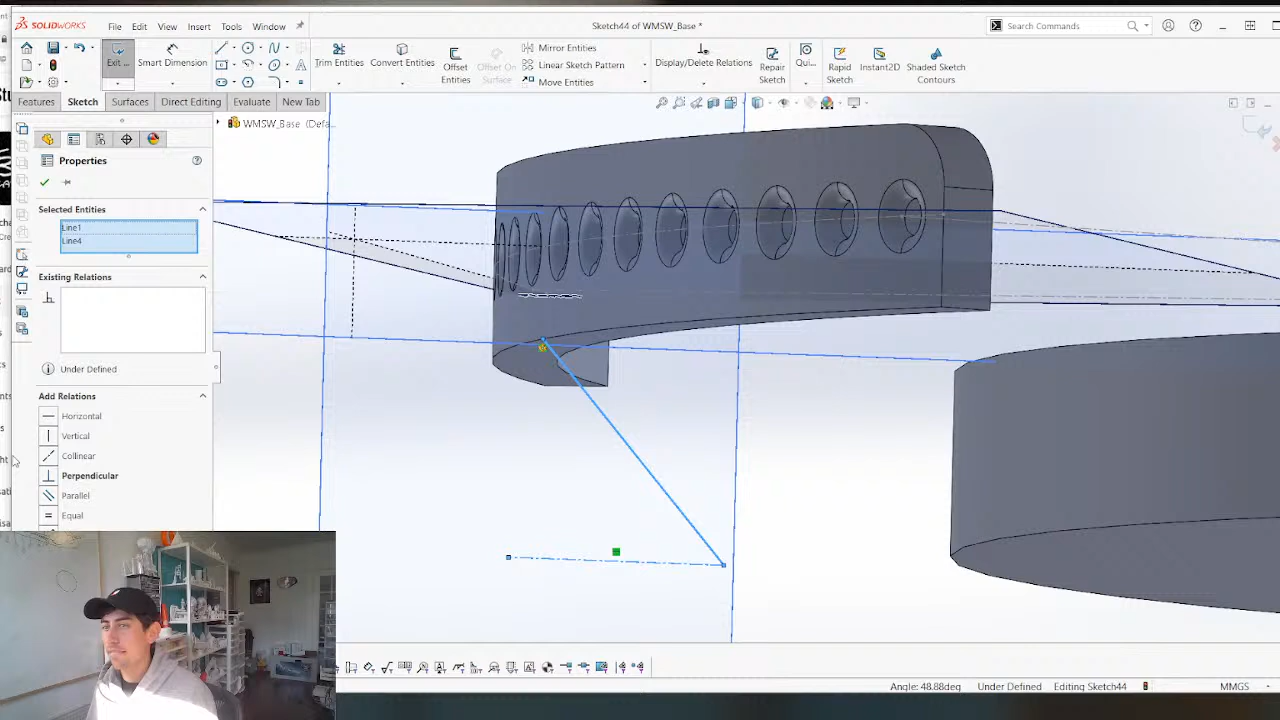 SOLIDWORKS File Edit View Insert Tools Window Sketch44 of WMSW_Base * Search Commands
Exit ... Smart Dimension Trim Entities Convert Entities Offset Entities Offset On Surface Mirror Entities Linear Sketch Pattern Move Entities Display/Delete Relations Repair Sketch Qui... Rapid Sketch Instant2D Shaded Sketch Contours
Features Sketch Surfaces Direct Editing Evaluate New Tab
WMSW_Base (Defa...
Properties
Selected Entities
Line1
Line4
Existing Relations
Under Defined
Add Relations
Horizontal
Vertical
Collinear
Perpendicular
Parallel
Equal
Angle: 48.88deg Under Defined Editing Sketch44 MMGS